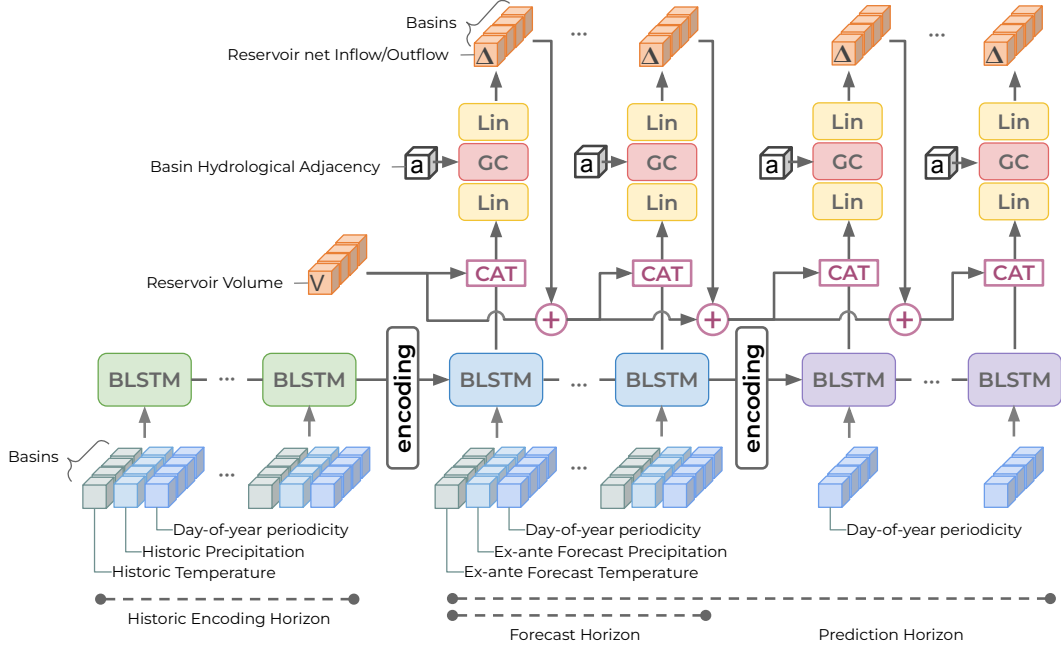 Basins
...
...
Reservoir net Inflow/Outflow
Δ
Δ
Δ
Δ
Lin
Lin
Lin
Lin
Basin Hydrological Adjacency
a
GC
a
GC
a
GC
a
GC
Lin
Lin
Lin
Lin
Reservoir Volume
V
CAT
CAT
CAT
CAT
+
+
+
BLSTM
...
BLSTM
encoding
BLSTM
...
BLSTM
encoding
BLSTM
...
BLSTM
Basins
...
...
...
Day-of-year periodicity
Historic Precipitation
Historic Temperature
Day-of-year periodicity
Ex-ante Forecast Precipitation
Ex-ante Forecast Temperature
Day-of-year periodicity
Historic Encoding Horizon
Forecast Horizon
Prediction Horizon